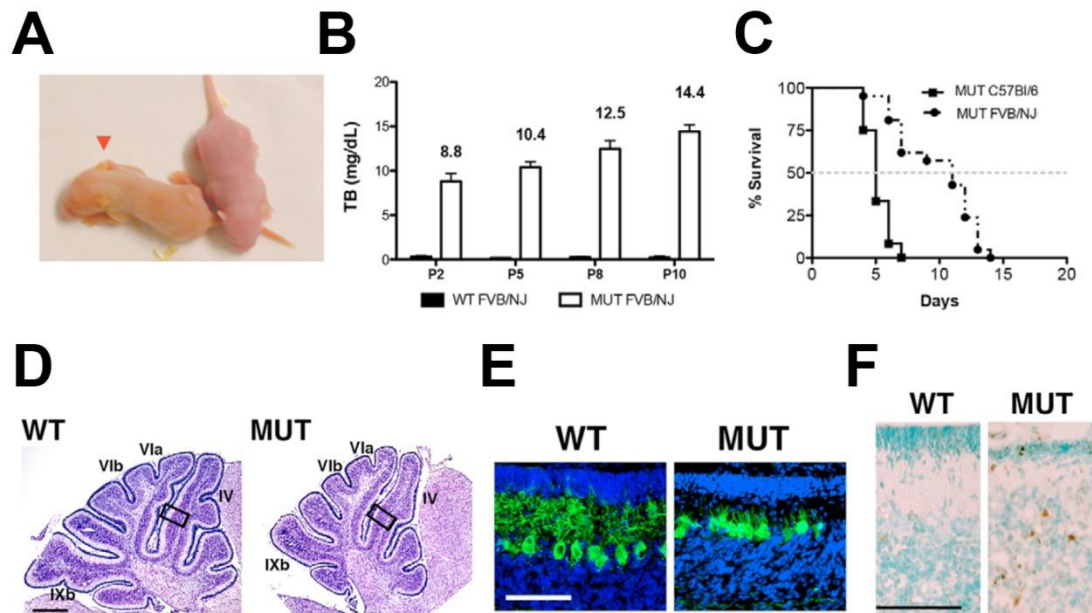 A
B
TB (mg/dL)
20
15
10
5
0
8.8
10.4
12.5
14.4
P2
P5
P8
P10
WT FVB/NJ
MUT FVB/NJ
C
% Survival
100
75
50
25
0
MUT C57Bl/6
MUT FVB/NJ
0
5
10
15
20
Days
D
WT
VIa
VIb
IV
IXb
MUT
VIa
VIb
IV
IXb
E
WT
MUT
F
WT
MUT